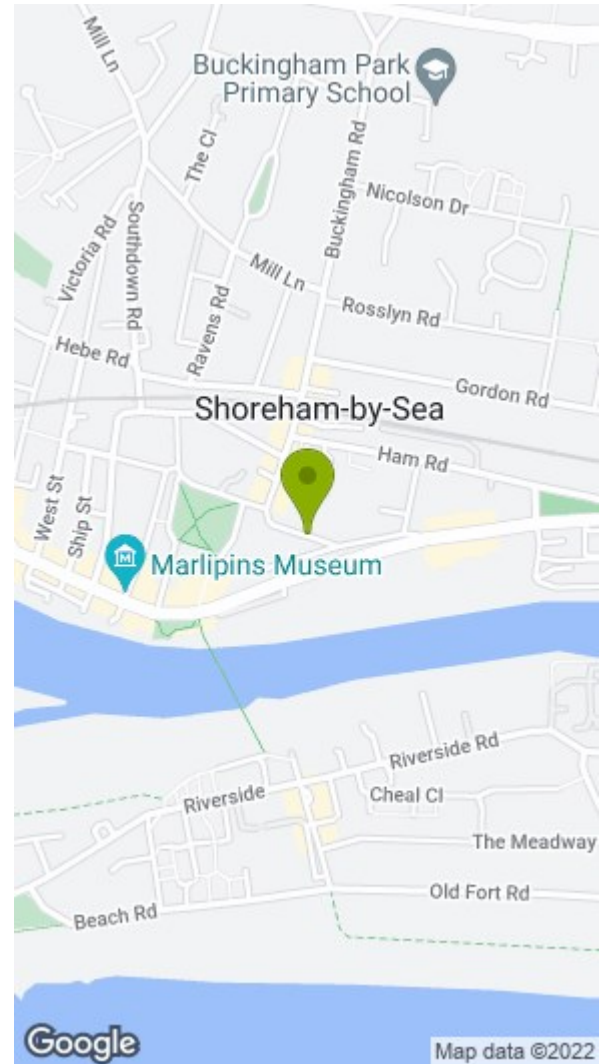 Mill Ln
Buckingham Park
Primary School
The Cl
Buckingham Rd
Nicolson Dr
Victoria Rd
Southdown Rd
Mill Ln
Ravens Rd
Rosslyn Rd
Hebe Rd
Gordon Rd
Shoreham-by-Sea
Ham Rd
West St
Ship St
M
Marlipins Museum
Riverside Rd
Riverside
Cheal Cl
The Meadway
Old Fort Rd
Beach Rd
Google
Map data ©2022